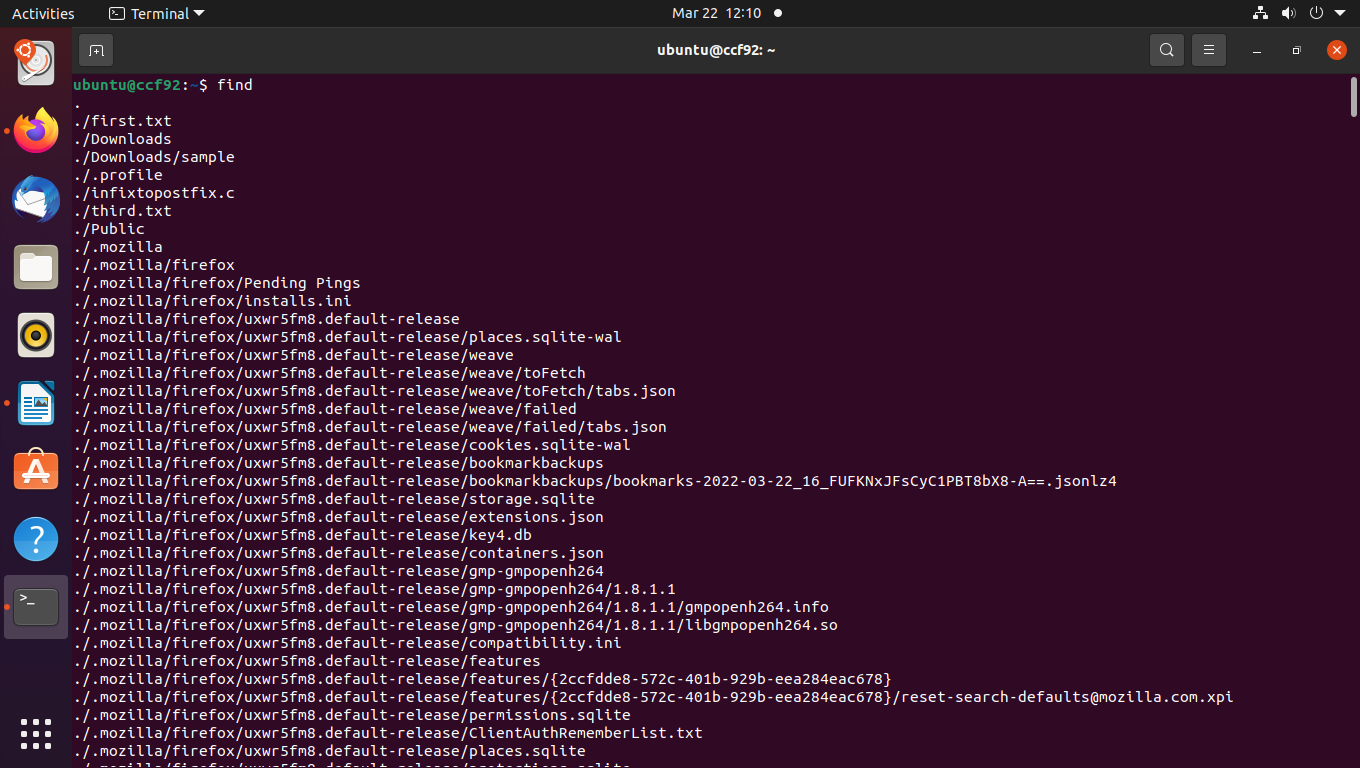 Activities
Terminal
Mar 22 12:10
ubuntu@ccf92: ~
ubuntu@ccf92:~$ find
.
./first.txt
./Downloads
./Downloads/sample
./.profile
./infixtopostfix.c
./third.txt
./Public
./.mozilla
./.mozilla/firefox
./.mozilla/firefox/Pending Pings
./.mozilla/firefox/installs.ini
./.mozilla/firefox/uxwr5fm8.default-release
./.mozilla/firefox/uxwr5fm8.default-release/places.sqlite-wal
./.mozilla/firefox/uxwr5fm8.default-release/weave
./.mozilla/firefox/uxwr5fm8.default-release/weave/toFetch
./.mozilla/firefox/uxwr5fm8.default-release/weave/toFetch/tabs.json
./.mozilla/firefox/uxwr5fm8.default-release/weave/failed
./.mozilla/firefox/uxwr5fm8.default-release/weave/failed/tabs.json
./.mozilla/firefox/uxwr5fm8.default-release/cookies.sqlite-wal
./.mozilla/firefox/uxwr5fm8.default-release/bookmarkbackups
./.mozilla/firefox/uxwr5fm8.default-release/bookmarkbackups/bookmarks-2022-03-22_16_FUFKNxJFsCyC1PBT8bX8-A==.jsonlz4
./.mozilla/firefox/uxwr5fm8.default-release/storage.sqlite
./.mozilla/firefox/uxwr5fm8.default-release/extensions.json
./.mozilla/firefox/uxwr5fm8.default-release/key4.db
./.mozilla/firefox/uxwr5fm8.default-release/containers.json
./.mozilla/firefox/uxwr5fm8.default-release/gmp-gmpopenh264
./.mozilla/firefox/uxwr5fm8.default-release/gmp-gmpopenh264/1.8.1.1
./.mozilla/firefox/uxwr5fm8.default-release/gmp-gmpopenh264/1.8.1.1/gmpopenh264.info
./.mozilla/firefox/uxwr5fm8.default-release/gmp-gmpopenh264/1.8.1.1/libgmpopenh264.so
./.mozilla/firefox/uxwr5fm8.default-release/compatibility.ini
./.mozilla/firefox/uxwr5fm8.default-release/features
./.mozilla/firefox/uxwr5fm8.default-release/features/{2ccfdde8-572c-401b-929b-eea284eac678}
./.mozilla/firefox/uxwr5fm8.default-release/features/{2ccfdde8-572c-401b-929b-eea284eac678}/reset-search-defaults@mozilla.com.xpi
./.mozilla/firefox/uxwr5fm8.default-release/permissions.sqlite
./.mozilla/firefox/uxwr5fm8.default-release/ClientAuthRememberList.txt
./.mozilla/firefox/uxwr5fm8.default-release/places.sqlite
./.mozilla/firefox/uxwr5fm8.default-release/protections.sqlite